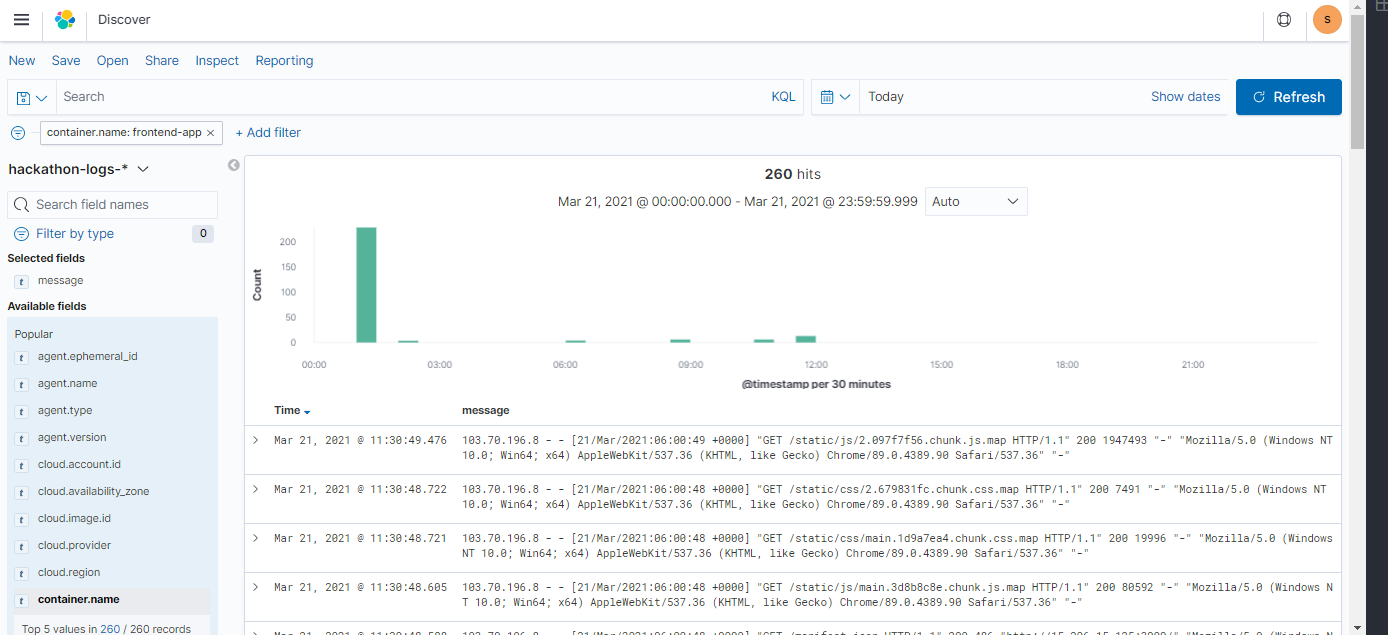 Discover
S
New Save Open Share Inspect Reporting
Search KQL Today Show dates Refresh
container.name: frontend-app × + Add filter
hackathon-logs-*
Search field names
Filter by type 0
Selected fields
t message
Available fields
Popular
t agent.ephemeral_id
t agent.name
t agent.type
t agent.version
t cloud.account.id
t cloud.availability_zone
t cloud.image.id
t cloud.provider
t cloud.region
t container.name
Top 5 values in 260 / 260 records
260 hits
Mar 21, 2021 @ 00:00:00.000 - Mar 21, 2021 @ 23:59:59.999 Auto
Count
200
150
100
50
0
00:00 03:00 06:00 09:00 12:00 15:00 18:00 21:00
@timestamp per 30 minutes
Time message
Mar 21, 2021 @ 11:30:49.476 103.70.196.8 - - [21/Mar/2021:06:00:49 +0000] "GET /static/js/2.097f7f56.chunk.js.map HTTP/1.1" 200 1947493 "-" "Mozilla/5.0 (Windows NT
10.0; Win64; x64) AppleWebKit/537.36 (KHTML, like Gecko) Chrome/89.0.4389.90 Safari/537.36" "-"
Mar 21, 2021 @ 11:30:48.722 103.70.196.8 - - [21/Mar/2021:06:00:48 +0000] "GET /static/css/2.679831fc.chunk.css.map HTTP/1.1" 200 7491 "-" "Mozilla/5.0 (Windows NT
10.0; Win64; x64) AppleWebKit/537.36 (KHTML, like Gecko) Chrome/89.0.4389.90 Safari/537.36" "-"
Mar 21, 2021 @ 11:30:48.721 103.70.196.8 - - [21/Mar/2021:06:00:48 +0000] "GET /static/css/main.1d9a7ea4.chunk.css.map HTTP/1.1" 200 19996 "-" "Mozilla/5.0 (Windows
NT 10.0; Win64; x64) AppleWebKit/537.36 (KHTML, like Gecko) Chrome/89.0.4389.90 Safari/537.36" "-"
Mar 21, 2021 @ 11:30:48.605 103.70.196.8 - - [21/Mar/2021:06:00:48 +0000] "GET /static/js/main.3d8b8c8e.chunk.js.map HTTP/1.1" 200 80592 "-" "Mozilla/5.0 (Windows N
T 10.0; Win64; x64) AppleWebKit/537.36 (KHTML, like Gecko) Chrome/89.0.4389.90 Safari/537.36" "-"